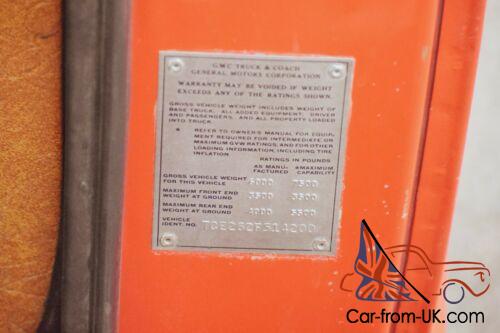 GMC TRUCK & COACH
GENERAL MOTORS CORPORATION
WARRANTY MAY BE VOIDED IF WEIGHT
EXCEEDS ANY OF THE RATINGS SHOWN.
GROSS VEHICLE WEIGHT INCLUDES WEIGHT OF
BASE TRUCK, ALL ADDED EQUIPMENT, DRIVER
AND PASSENGERS, AND ALL PROPERTY LOADED
INTO TRUCK.
REFER TO OWNER'S MANUAL FOR EQUIP-
MENT REQUIRED FOR INTERMEDIATE OR
MAXIMUM GVW RATINGS, AND FOR OTHER
LOADING INFORMATION, INCLUDING TIRE
INFLATION.
RATINGS IN POUNDS
AS MANU- MAXIMUM
FACTURED CAPABILITY
GROSS VEHICLE WEIGHT
FOR THIS VEHICLE 7500
MAXIMUM FRONT END
WEIGHT AT GROUND 3500 3500
MAXIMUM REAR END
WEIGHT AT GROUND 5500
VEHICLE
IDENT. NO.
Car-from-UK.com